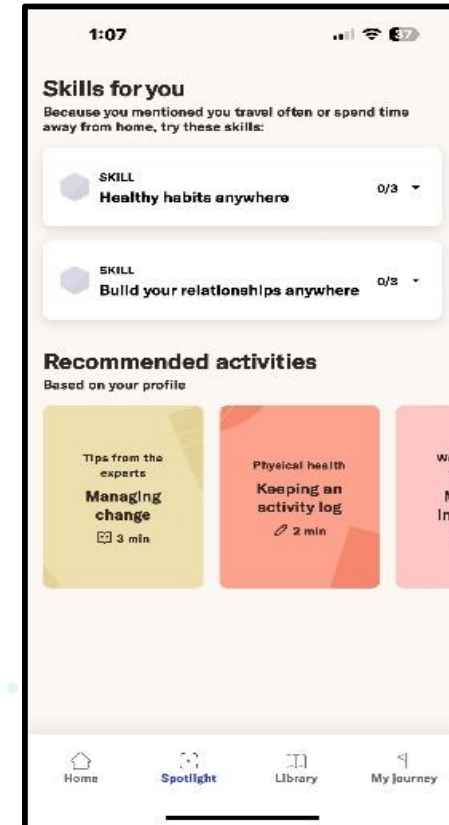 1:07
37
Skills for you
Because you mentioned you travel often or spend time
away from home, try these skills:
SKILL
Healthy habits anywhere
0/3
SKILL
Build your relationships anywhere
0/3
Recommended activities
Based on your profile
Tips from the
experts
Managing
change
3 min
Physical health
Keeping an
activity log
2 min
Home
Spotlight
Library
My Journey